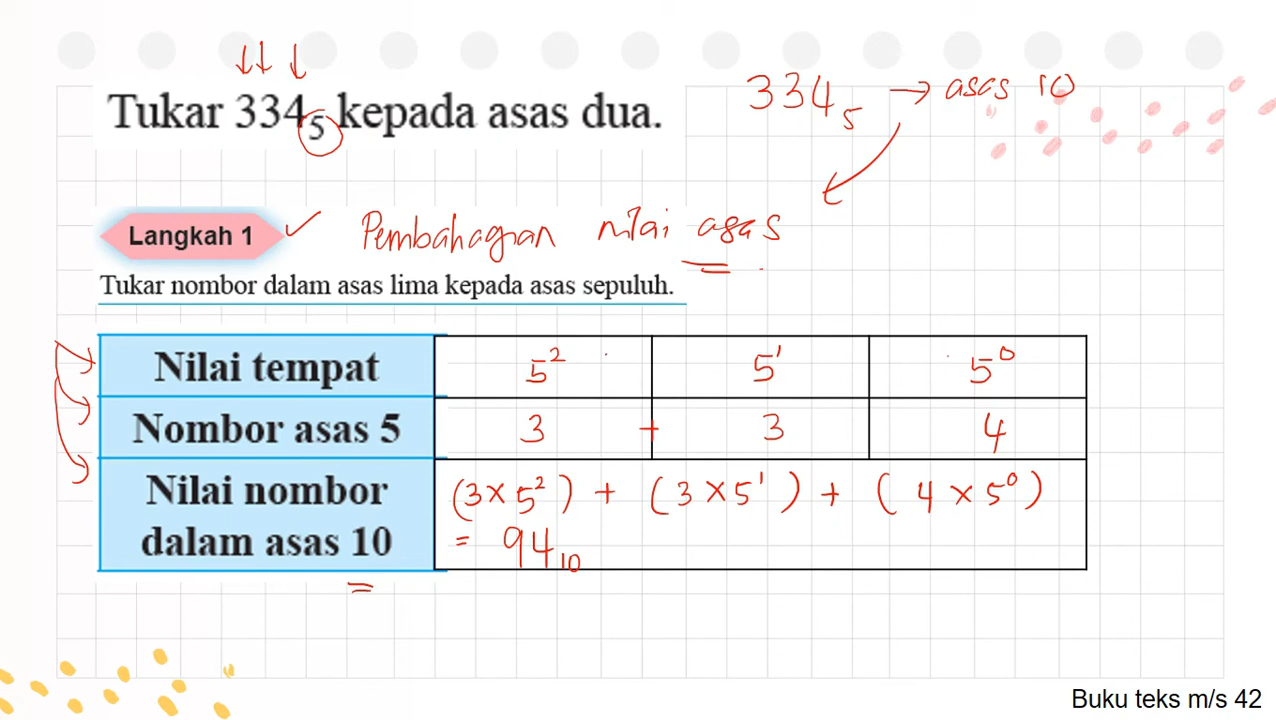 Tukar 334₅ kepada asas dua.
334₅ → asas 10
Langkah 1 ✓ Pembahagian nilai asas
Tukar nombor dalam asas lima kepada asas sepuluh.
Nilai tempat 5² 5¹ 5⁰
Nombor asas 5 3 + 3 4
Nilai nombor dalam asas 10
(3 × 5²) + (3 × 5¹) + (4 × 5⁰)
= 94₁₀
Buku teks m/s 42